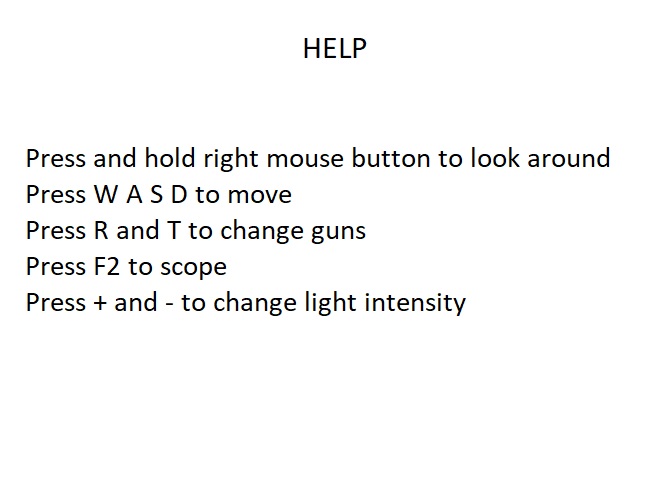 HELP
Press and hold right mouse button to look around
Press W A S D to move
Press R and T to change guns
Press F2 to scope
Press + and - to change light intensity